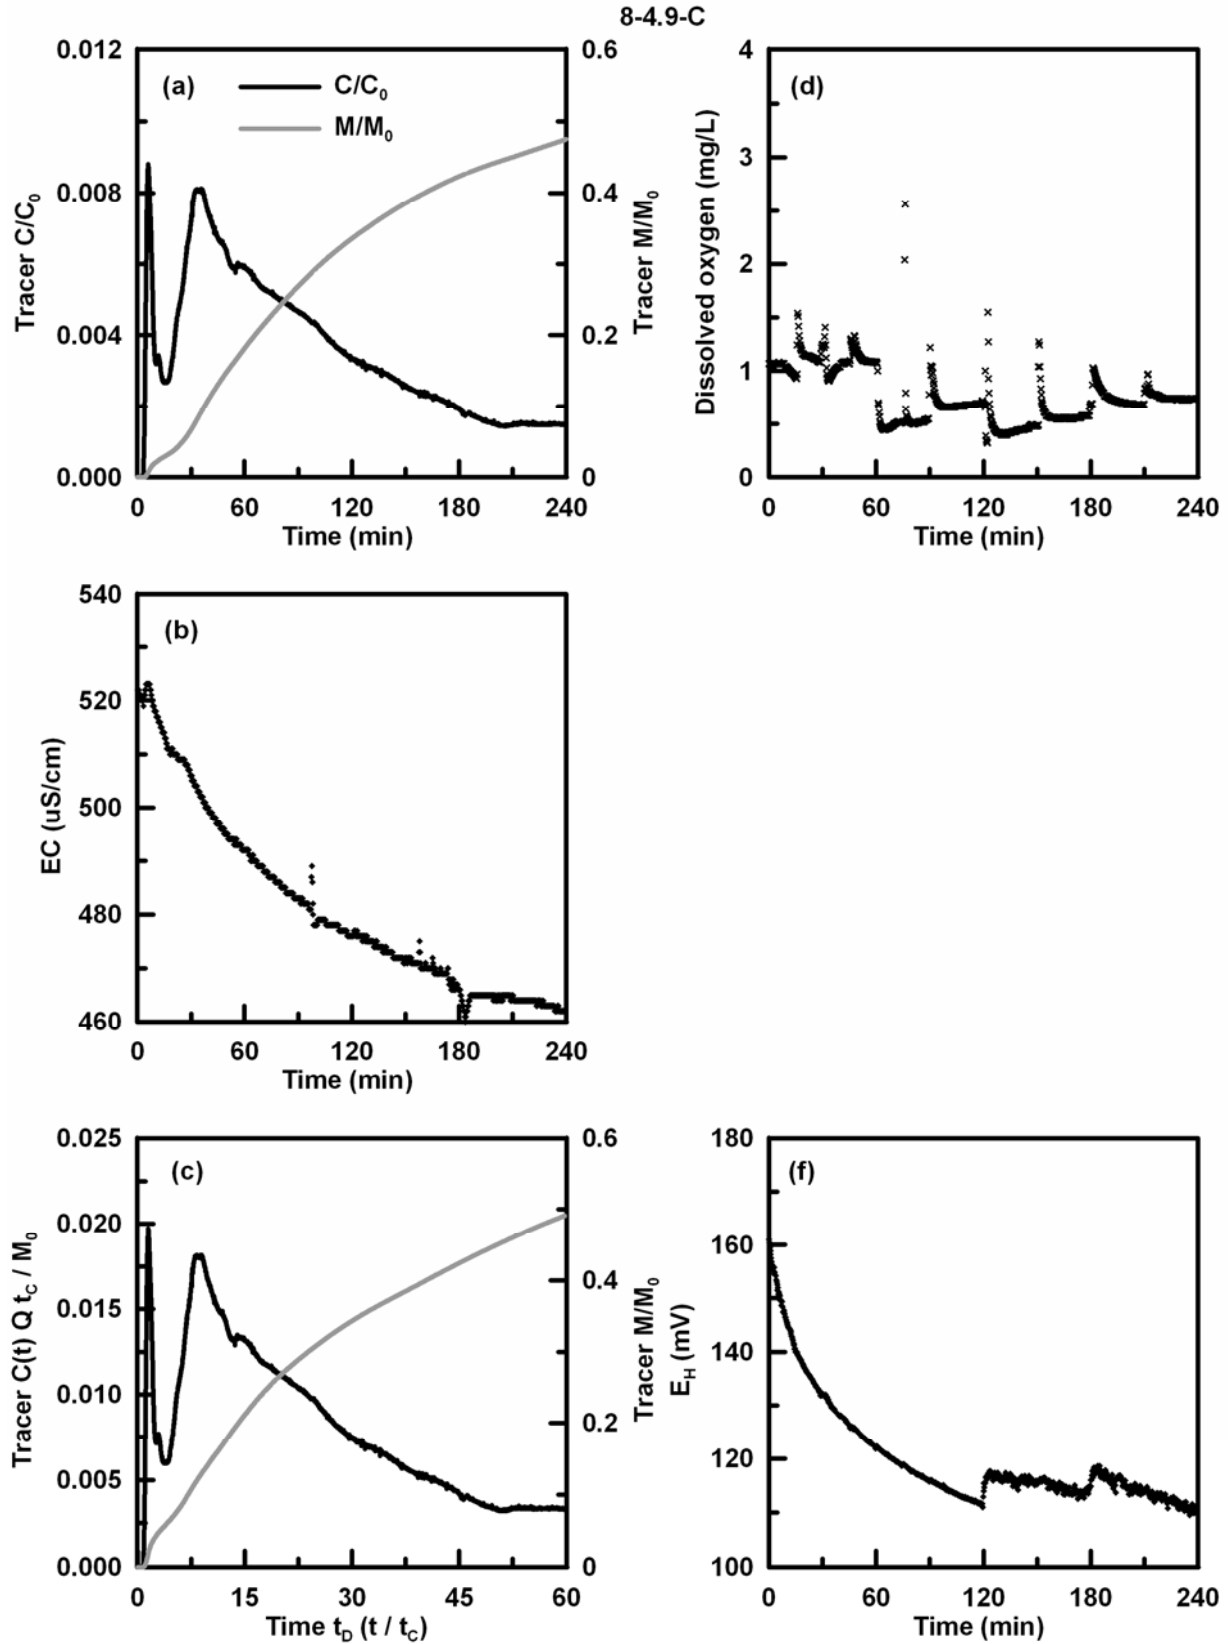 8-4.9-C
(a)
C/C0
M/M0
0.012
0.008
0.004
0.000
Tracer C/C0
0.6
0.4
0.2
0
Tracer M/M0
0 60 120 180 240
Time (min)
(d)
4
3
2
1
0
Dissolved oxygen (mg/L)
0 60 120 180 240
Time (min)
(b)
540
520
500
480
460
EC (uS/cm)
0 60 120 180 240
Time (min)
(c)
0.025
0.020
0.015
0.010
0.005
0.000
Tracer C(t) Q tC / M0
0.6
0.4
0.2
0
Tracer M/M0
0 15 30 45 60
Time tD (t / tC)
(f)
180
160
140
120
100
EH (mV)
0 60 120 180 240
Time (min)